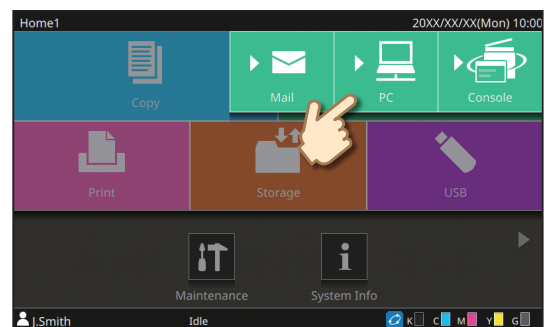 Home1 20XX/XX/XX(Mon) 10:00
Copy Mail PC Console
Print Storage USB
Maintenance System Info
J.Smith Idle K C M Y G